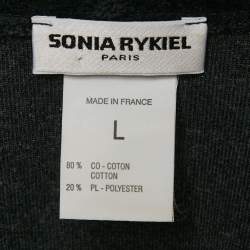 SONIA RYKIEL
PARIS
MADE IN FRANCE
L
80 % CO - COTON
COTTON
20 % PL - POLYESTER